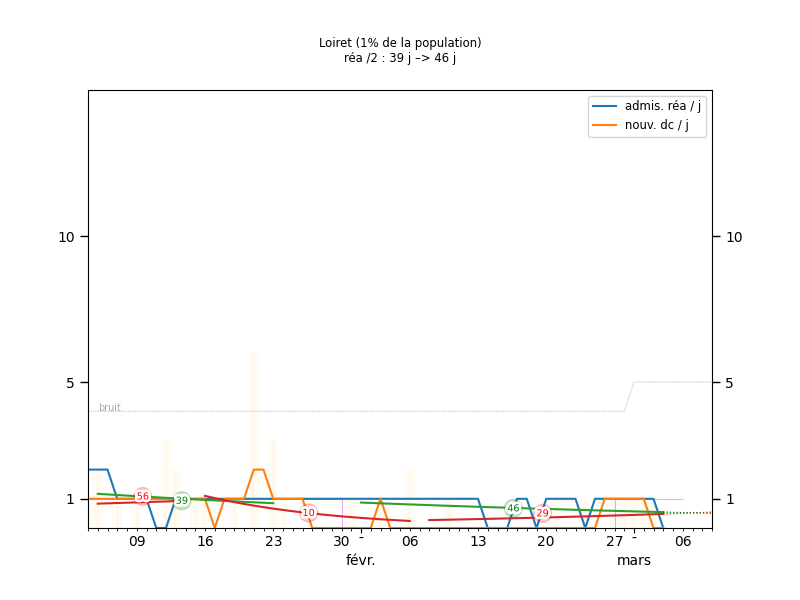 Loiret (1% de la population)
réa /2 : 39 j –> 46 j
admis. réa / j
nouv. dc / j
10 10
5 5
bruit
56 39 10 46 29
1 1
09 16 23 30 - 06 13 20 27 - 06
févr. mars